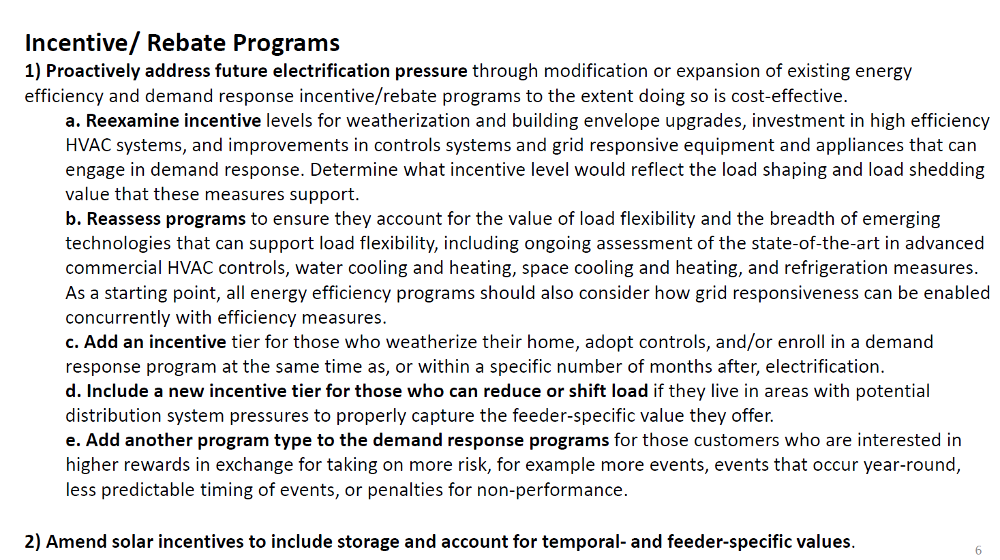 Incentive/ Rebate Programs
1) Proactively address future electrification pressure through modification or expansion of existing energy
efficiency and demand response incentive/rebate programs to the extent doing so is cost-effective.
a. Reexamine incentive levels for weatherization and building envelope upgrades, investment in high efficiency
HVAC systems, and improvements in controls systems and grid responsive equipment and appliances that can
engage in demand response. Determine what incentive level would reflect the load shaping and load shedding
value that these measures support.
b. Reassess programs to ensure they account for the value of load flexibility and the breadth of emerging
technologies that can support load flexibility, including ongoing assessment of the state-of-the-art in advanced
commercial HVAC controls, water cooling and heating, space cooling and heating, and refrigeration measures.
As a starting point, all energy efficiency programs should also consider how grid responsiveness can be enabled
concurrently with efficiency measures.
c. Add an incentive tier for those who weatherize their home, adopt controls, and/or enroll in a demand
response program at the same time as, or within a specific number of months after, electrification.
d. Include a new incentive tier for those who can reduce or shift load if they live in areas with potential
distribution system pressures to properly capture the feeder-specific value they offer.
e. Add another program type to the demand response programs for those customers who are interested in
higher rewards in exchange for taking on more risk, for example more events, events that occur year-round,
less predictable timing of events, or penalties for non-performance.
2) Amend solar incentives to include storage and account for temporal- and feeder-specific values.
6